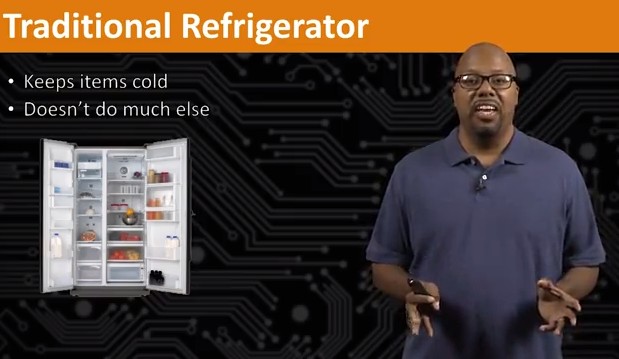 Traditional Refrigerator
• Keeps items cold
• Doesn't do much else